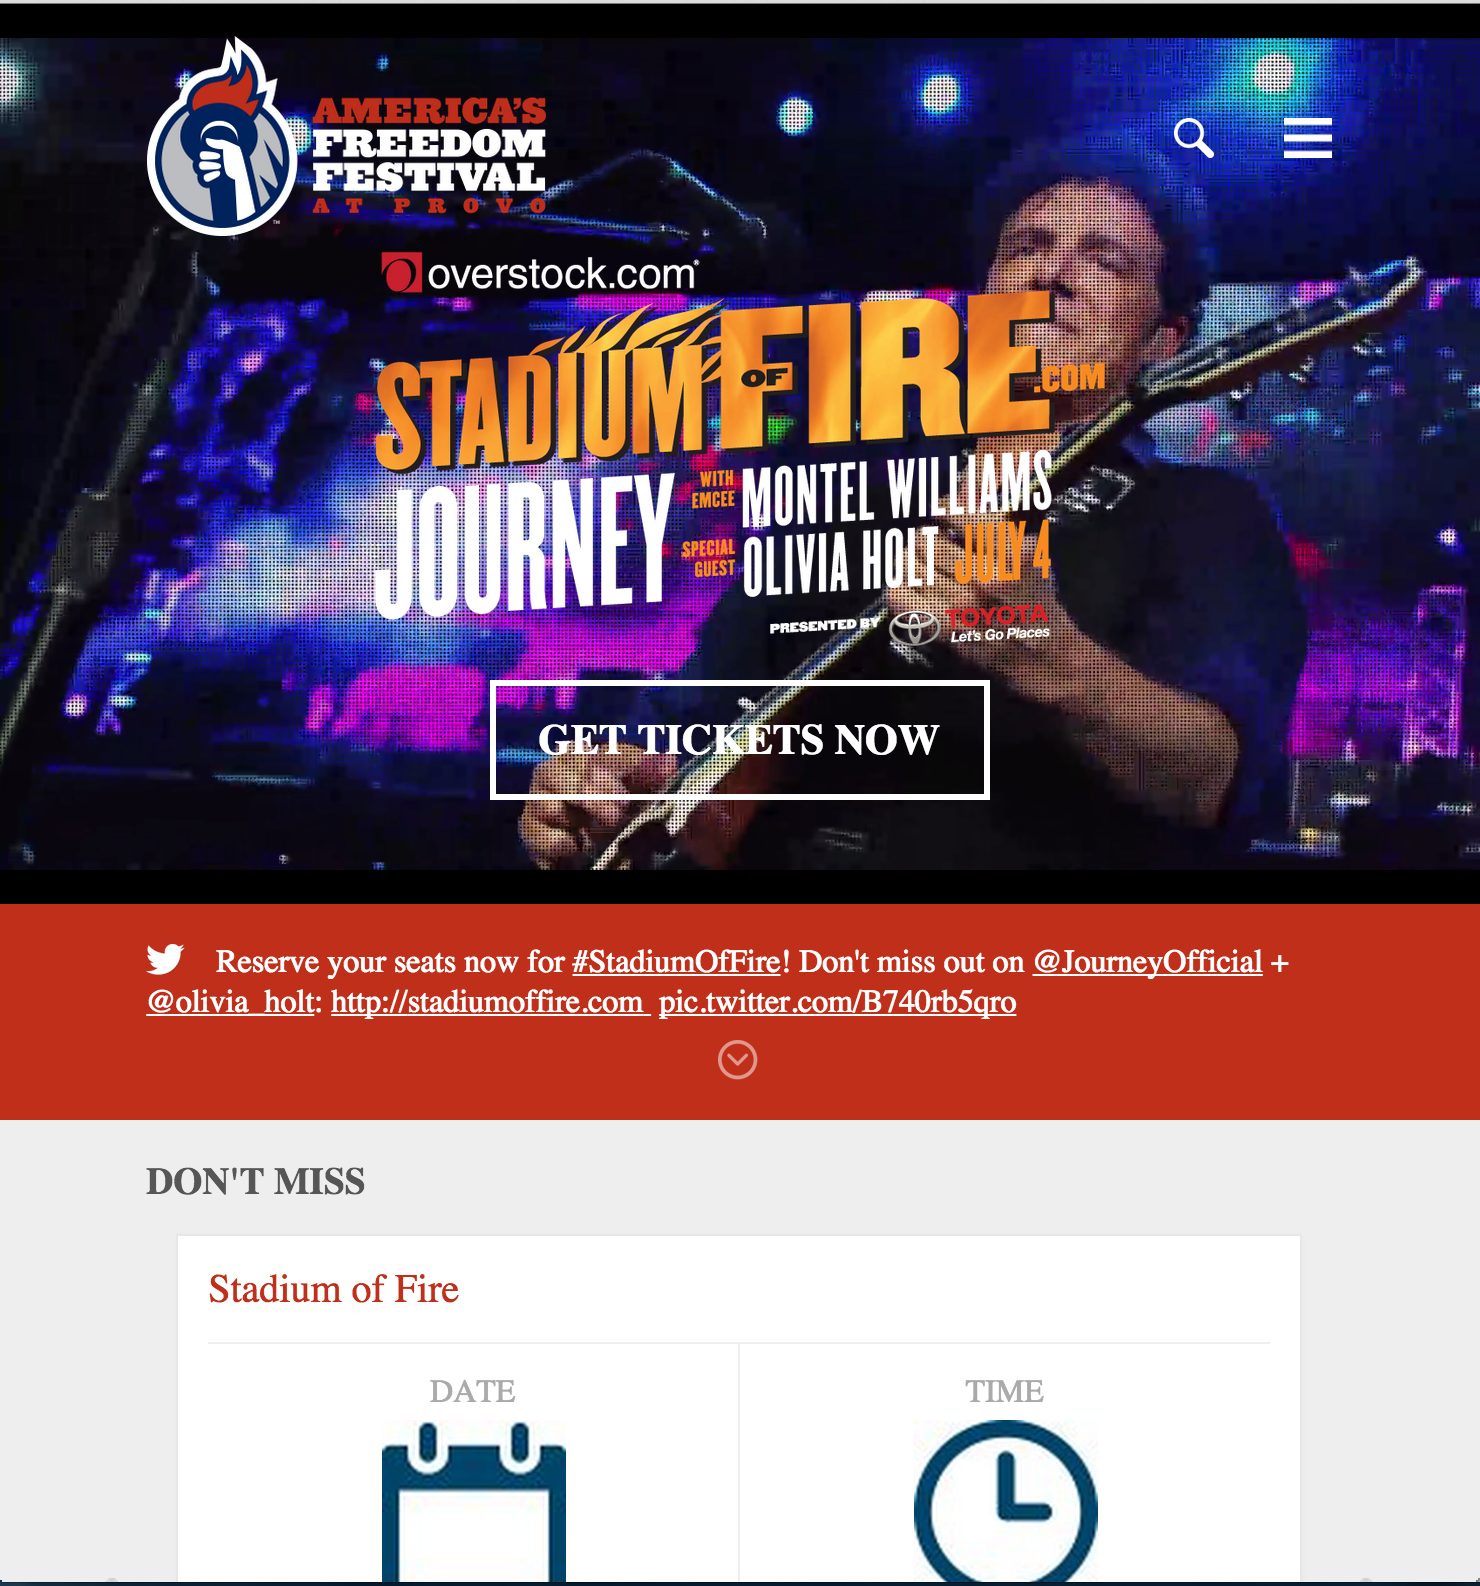 AMERICA'S
FREEDOM
FESTIVAL
AT PROVO
™
overstock.com®
STADIUM OF FIRE.COM
JOURNEY
WITH EMCEE
MONTEL WILLIAMS
SPECIAL GUEST
OLIVIA HOLT JULY 4
PRESENTED BY TOYOTA
Let's Go Places
GET TICKETS NOW
Reserve your seats now for #StadiumOfFire! Don't miss out on @JourneyOfficial +
@olivia_holt: http://stadiumoffire.com pic.twitter.com/B740rb5qro
DON'T MISS
Stadium of Fire
DATE
TIME